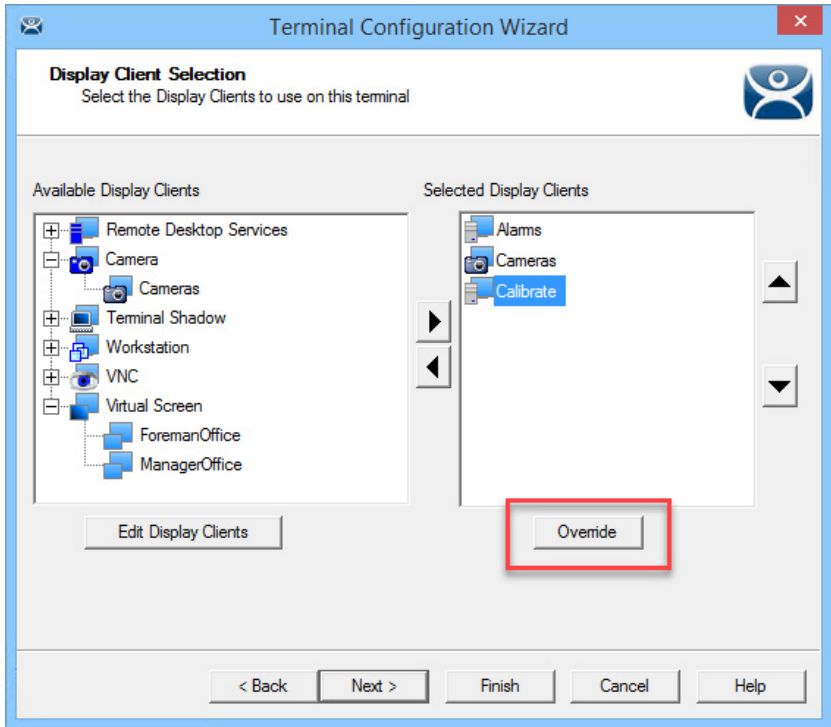 Terminal Configuration Wizard
Display Client Selection
Select the Display Clients to use on this terminal
Available Display Clients
Remote Desktop Services
Camera
Cameras
Terminal Shadow
Workstation
VNC
Virtual Screen
ForemanOffice
ManagerOffice
Edit Display Clients
Selected Display Clients
Alarms
Cameras
Calibrate
Override
< Back
Next >
Finish
Cancel
Help